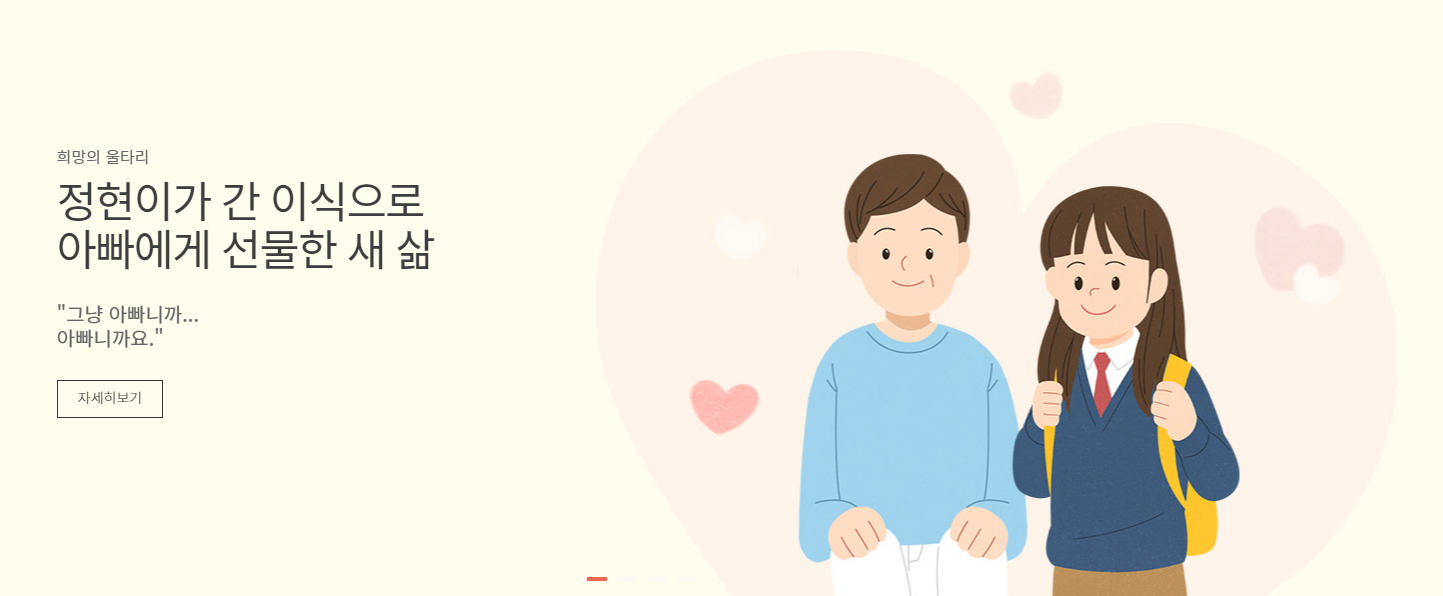 희망의 울타리
정현이가 간 이식으로
아빠에게 선물한 새 삶
"그냥 아빠니까...
아빠니까요."
자세히보기